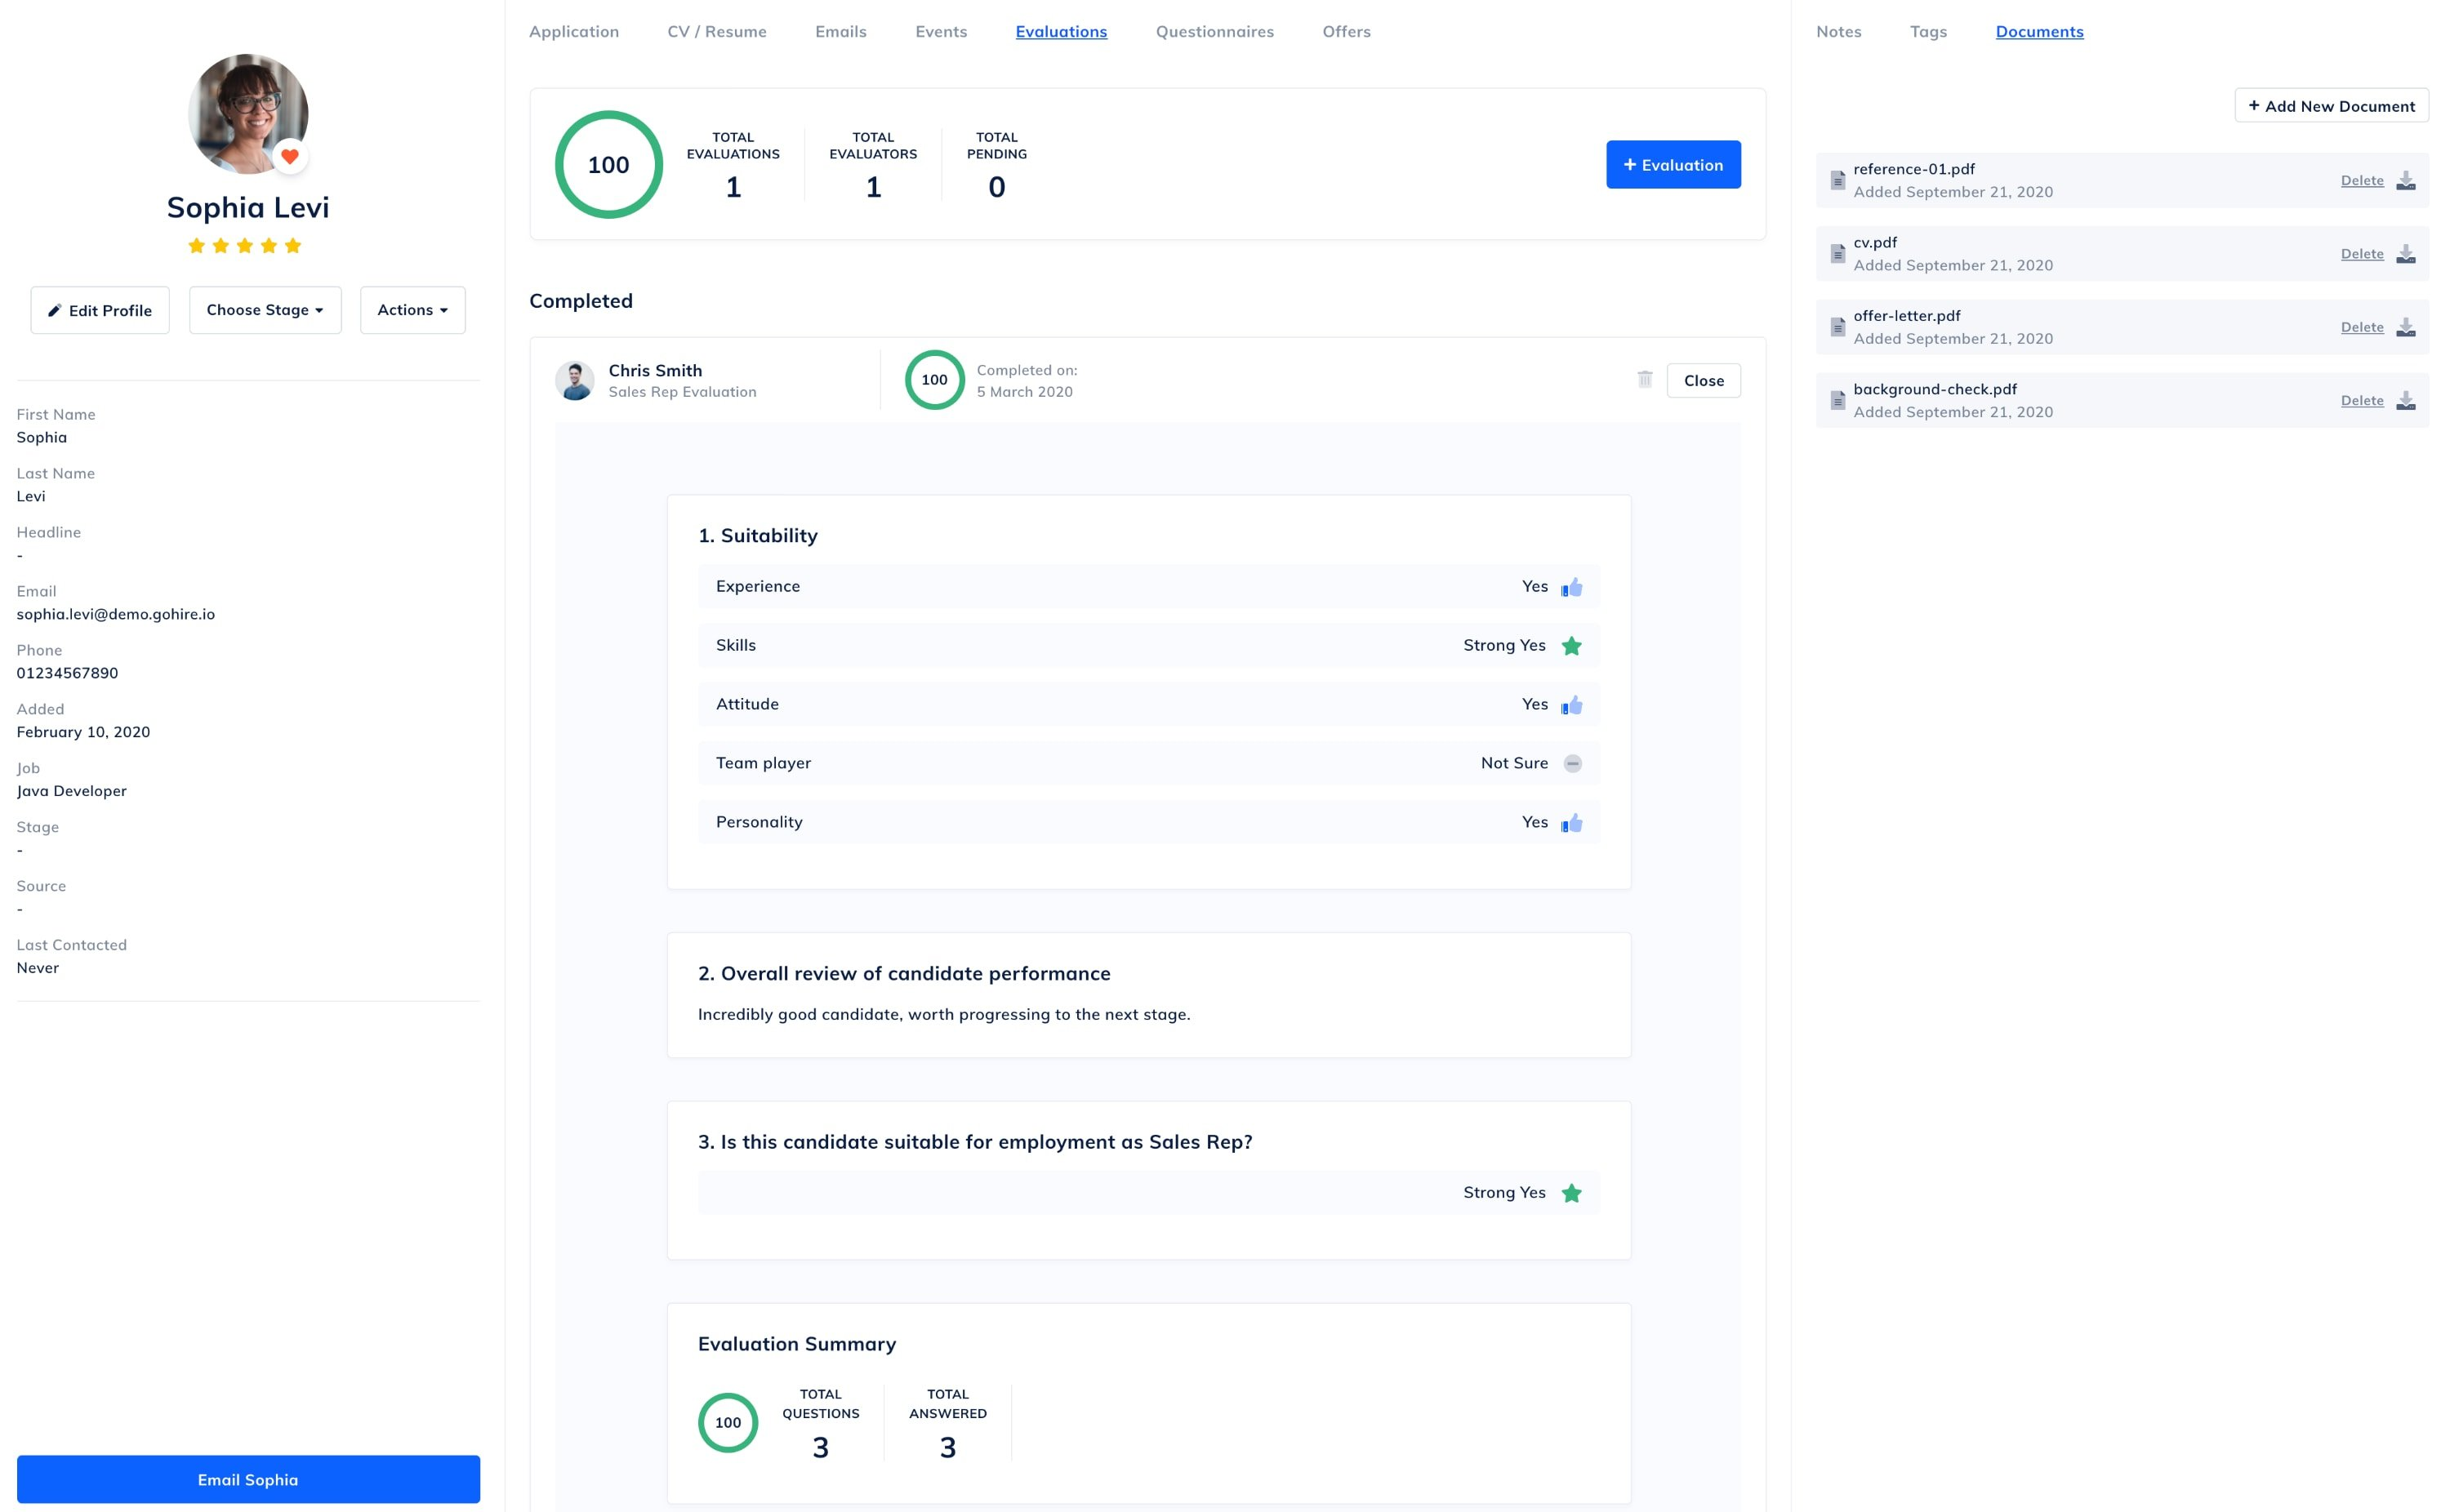 Sophia Levi
Edit Profile
Choose Stage
Actions
First Name
Sophia
Last Name
Levi
Headline
-
Email
sophia.levi@demo.gohire.io
Phone
01234567890
Added
February 10, 2020
Job
Java Developer
Stage
-
Source
-
Last Contacted
Never
Email Sophia
Application CV / Resume Emails Events Evaluations Questionnaires Offers
100
TOTAL
EVALUATIONS
1
TOTAL
EVALUATORS
1
TOTAL
PENDING
0
+ Evaluation
Completed
Chris Smith
Sales Rep Evaluation
100
Completed on:
5 March 2020
Close
1. Suitability
Experience Yes
Skills Strong Yes
Attitude Yes
Team player Not Sure
Personality Yes
2. Overall review of candidate performance
Incredibly good candidate, worth progressing to the next stage.
3. Is this candidate suitable for employment as Sales Rep?
Strong Yes
Evaluation Summary
100
TOTAL
QUESTIONS
3
TOTAL
ANSWERED
3
Notes Tags Documents
+ Add New Document
reference-01.pdf
Added September 21, 2020
Delete
cv.pdf
Added September 21, 2020
Delete
offer-letter.pdf
Added September 21, 2020
Delete
background-check.pdf
Added September 21, 2020
Delete